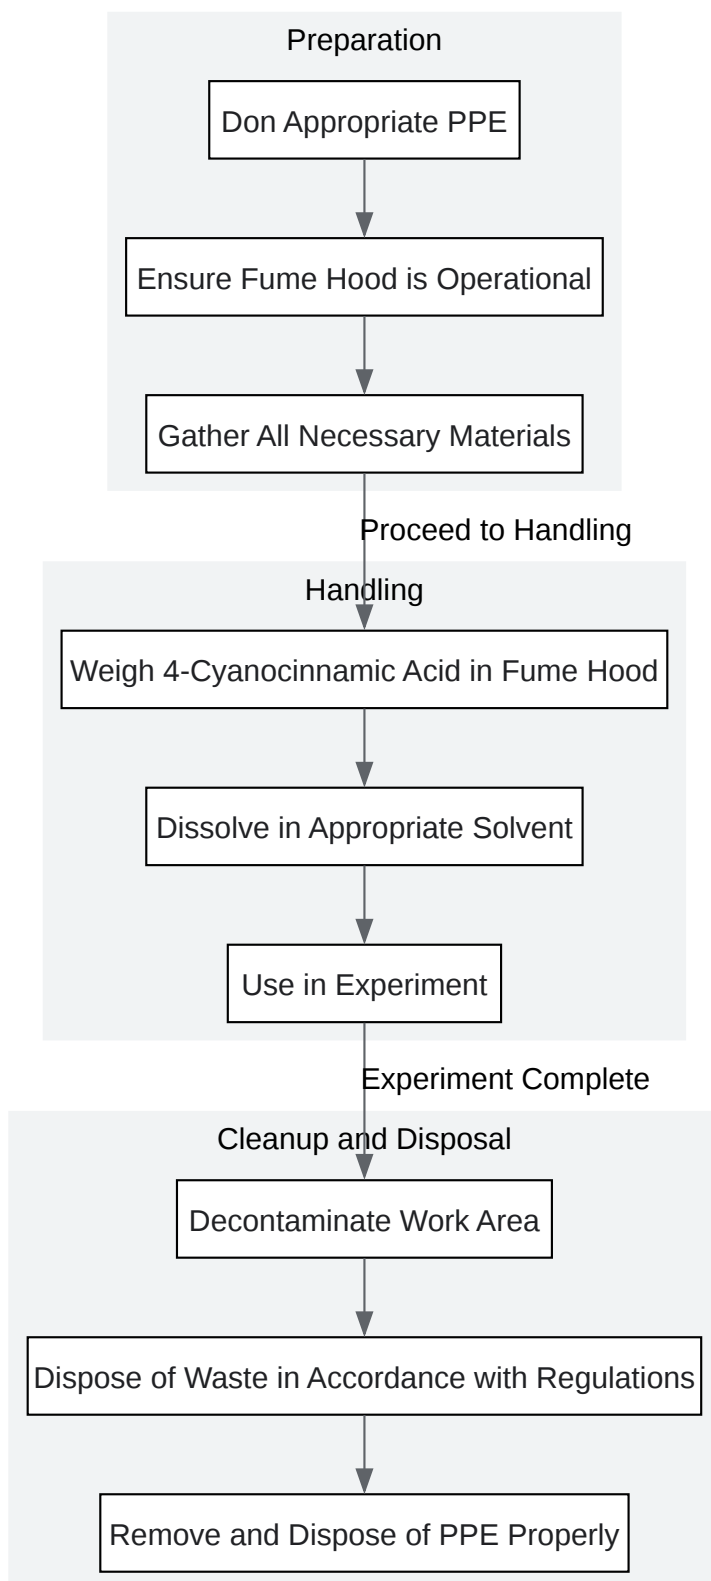 Preparation
Don Appropriate PPE
Ensure Fume Hood is Operational
Gather All Necessary Materials
Proceed to Handling
Handling
Weigh 4-Cyanocinnamic Acid in Fume Hood
Dissolve in Appropriate Solvent
Use in Experiment
Experiment Complete
Cleanup and Disposal
Decontaminate Work Area
Dispose of Waste in Accordance with Regulations
Remove and Dispose of PPE Properly